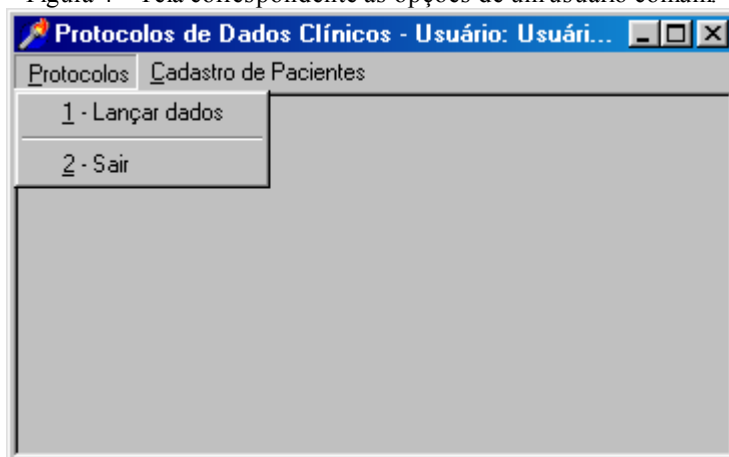 Figura 4 – Tela correspondente às opções de um usuário comum.
Protocolos de Dados Clínicos - Usuário: Usuári...
Protocolos Cadastro de Pacientes
1 - Lançar dados
2 - Sair